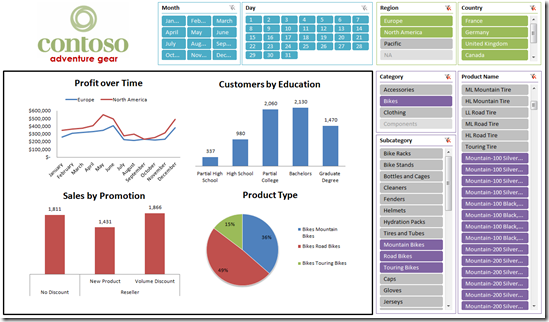 contoso
adventure gear
Month
Jan... Feb... March
April May June
July Aug... Sep...
Oct... Nov... Dec...
Day
1 2 3 4 5 6 7
8 9 10 11 12 13 14
15 16 17 18 19 20 21
22 23 24 25 26 27 28
29 30 31
Region
Europe
North America
Pacific
NA
Country
France
Germany
United Kingdom
Canada
Profit over Time
Europe North America
$600,000
$500,000
$400,000
$300,000
$200,000
$100,000
$-
January
February
March
April
May
June
July
August
September
October
November
December
Customers by Education
337
980
2,060
2,130
1,470
Partial High School
High School
Partial College
Bachelors
Graduate Degree
Sales by Promotion
1,811
1,431
1,866
No Discount
New Product
Volume Discount
Reseller
Product Type
15%
36%
49%
Bikes Mountain Bikes
Bikes Road Bikes
Bikes Touring Bikes
Category
Accessories
Bikes
Clothing
Components
Subcategory
Bike Racks
Bike Stands
Bottles and Cages
Cleaners
Fenders
Helmets
Hydration Packs
Tires and Tubes
Mountain Bikes
Road Bikes
Touring Bikes
Caps
Gloves
Jerseys
Product Name
ML Mountain Tire
HL Mountain Tire
LL Road Tire
ML Road Tire
HL Road Tire
Touring Tire
Mountain-100 Silver...
Mountain-100 Silver...
Mountain-100 Silver...
Mountain-100 Black,...
Mountain-100 Black,...
Mountain-100 Black,...
Mountain-100 Black,...
Mountain-200 Silver...
Mountain-200 Silver...
Mountain-200 Silver...